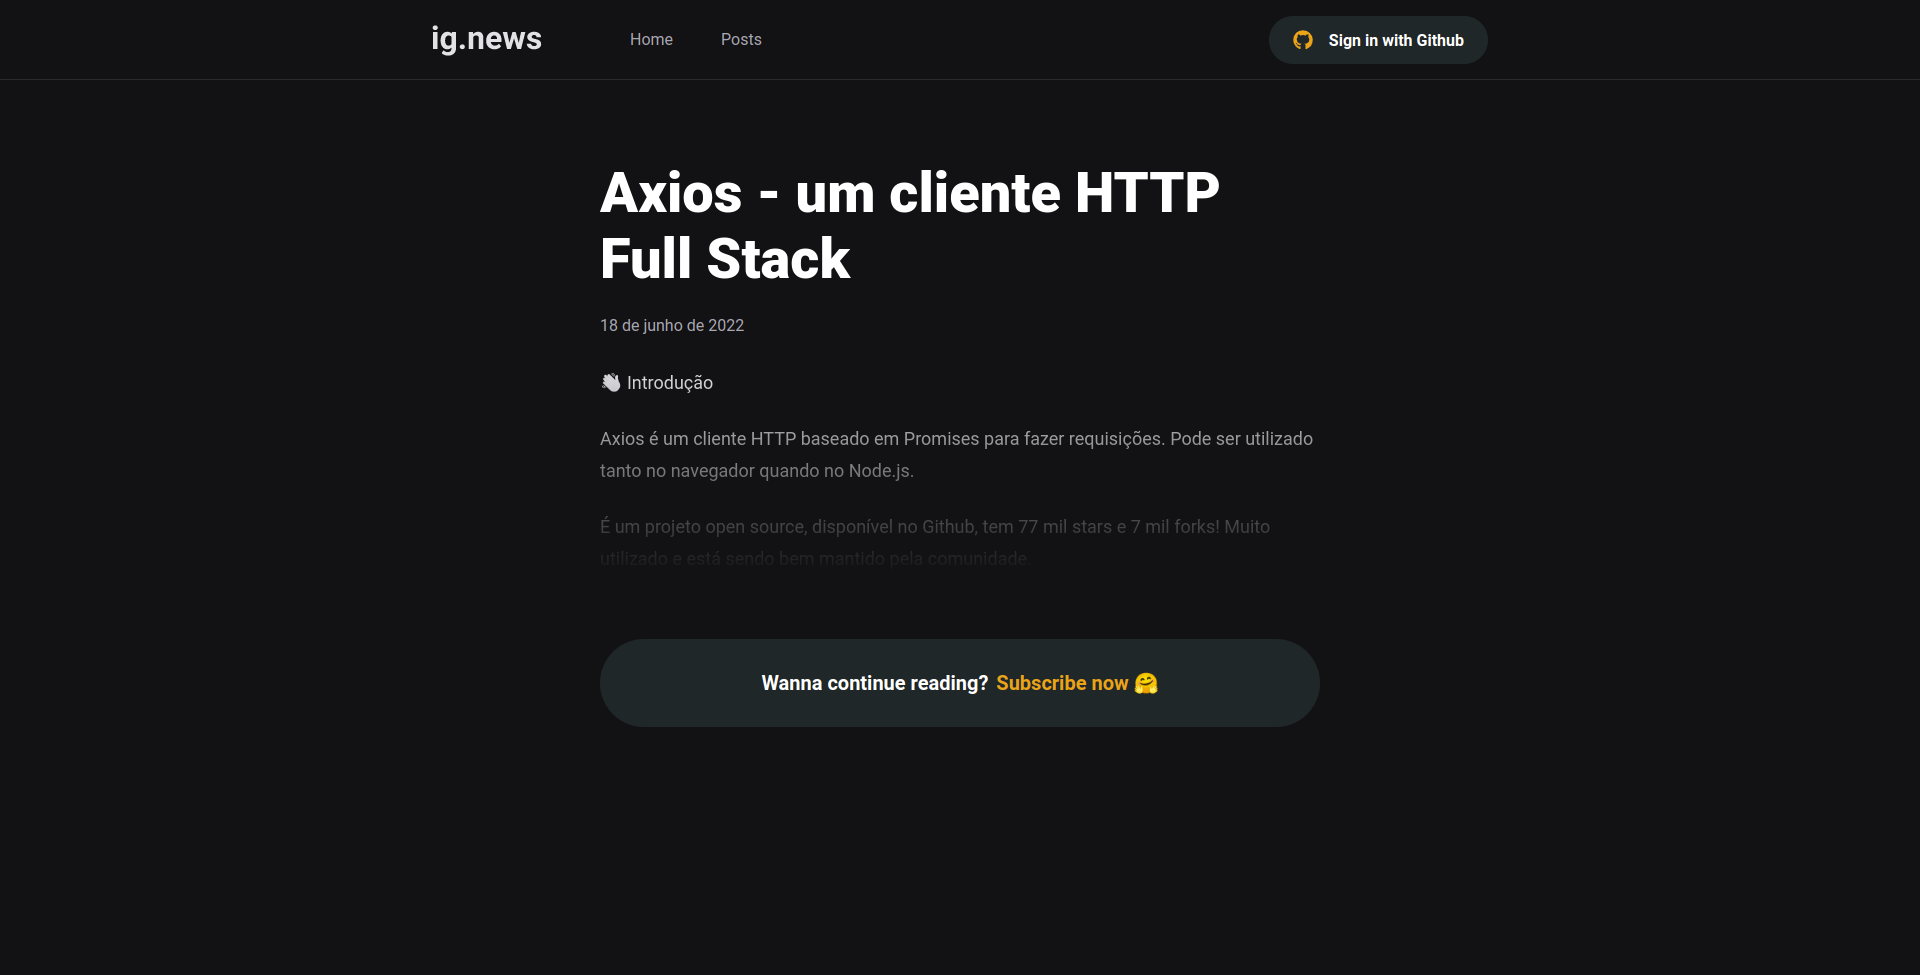 ig.news
Home
Posts
Sign in with Github
Axios - um cliente HTTP
Full Stack
18 de junho de 2022
👋 Introdução
Axios é um cliente HTTP baseado em Promises para fazer requisições. Pode ser utilizado
tanto no navegador quando no Node.js.
É um projeto open source, disponível no Github, tem 77 mil stars e 7 mil forks! Muito
utilizado e está sendo bem mantido pela comunidade.
Wanna continue reading? Subscribe now 🤗